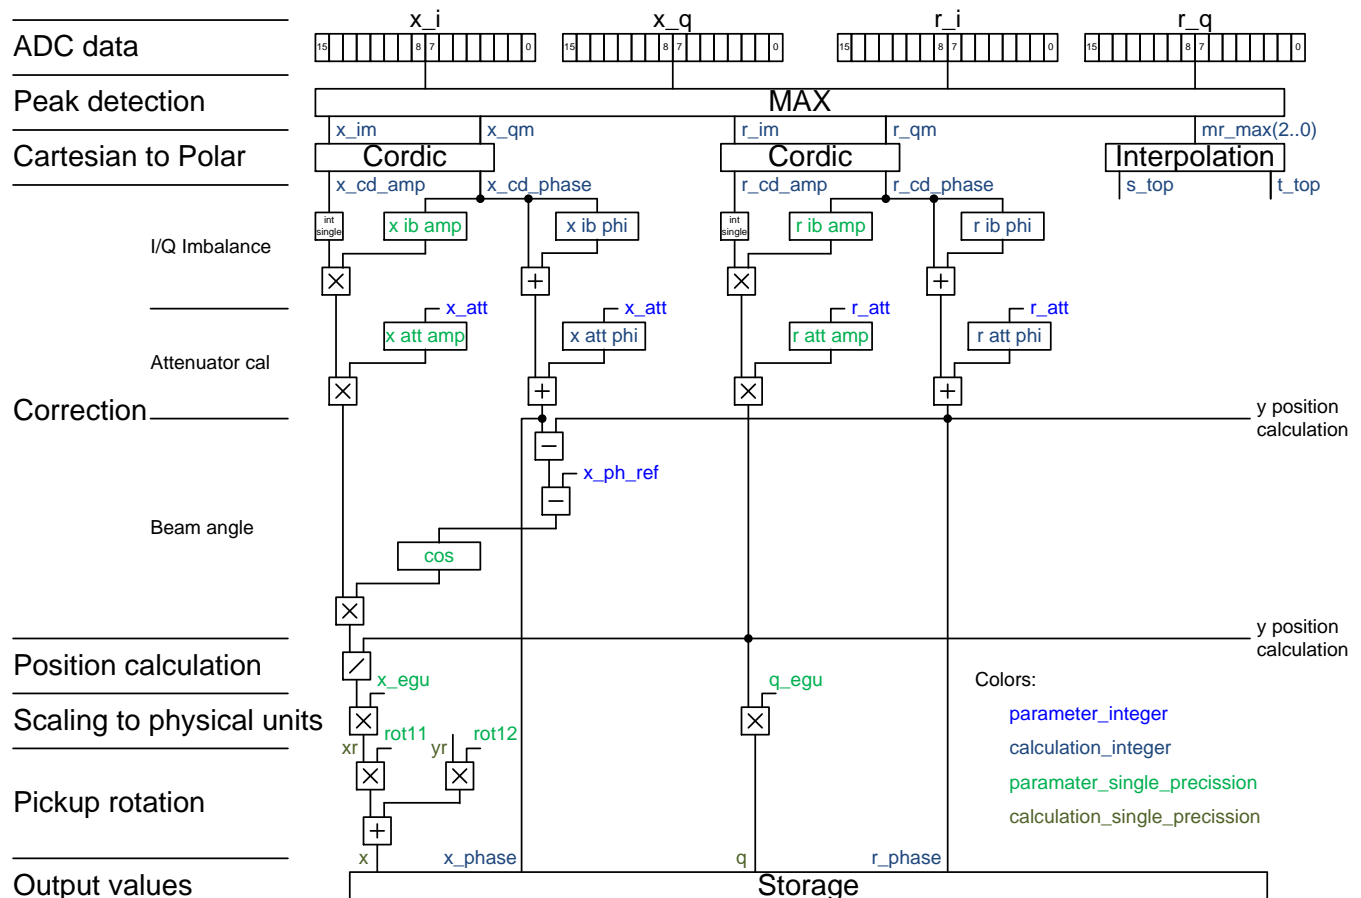 x_i x_q r_i r_q
ADC data
15 8 7 0 15 8 7 0 15 8 7 0 15 8 7 0
Peak detection
MAX
x_im x_qm r_im r_qm mr_max(2..0)
Cartesian to Polar
Cordic Cordic Interpolation
x_cd_amp x_cd_phase r_cd_amp r_cd_phase s_top t_top
int
single
x ib amp x ib phi
int
single
r ib amp r ib phi
I/Q Imbalance
× + × +
x_att x_att r_att r_att
x att amp x att phi r att amp r att phi
Attenuator cal
× + × +
Correction
y position
calculation
−
x_ph_ref
−
Beam angle
cos
×
y position
calculation
Position calculation
/
x_egu q_egu
Scaling to physical units
× ×
xr rot11 yr rot12
× ×
Pickup rotation
+
Colors:
parameter_integer
calculation_integer
paramater_single_precission
calculation_single_precission
x x_phase q r_phase
Output values
Storage